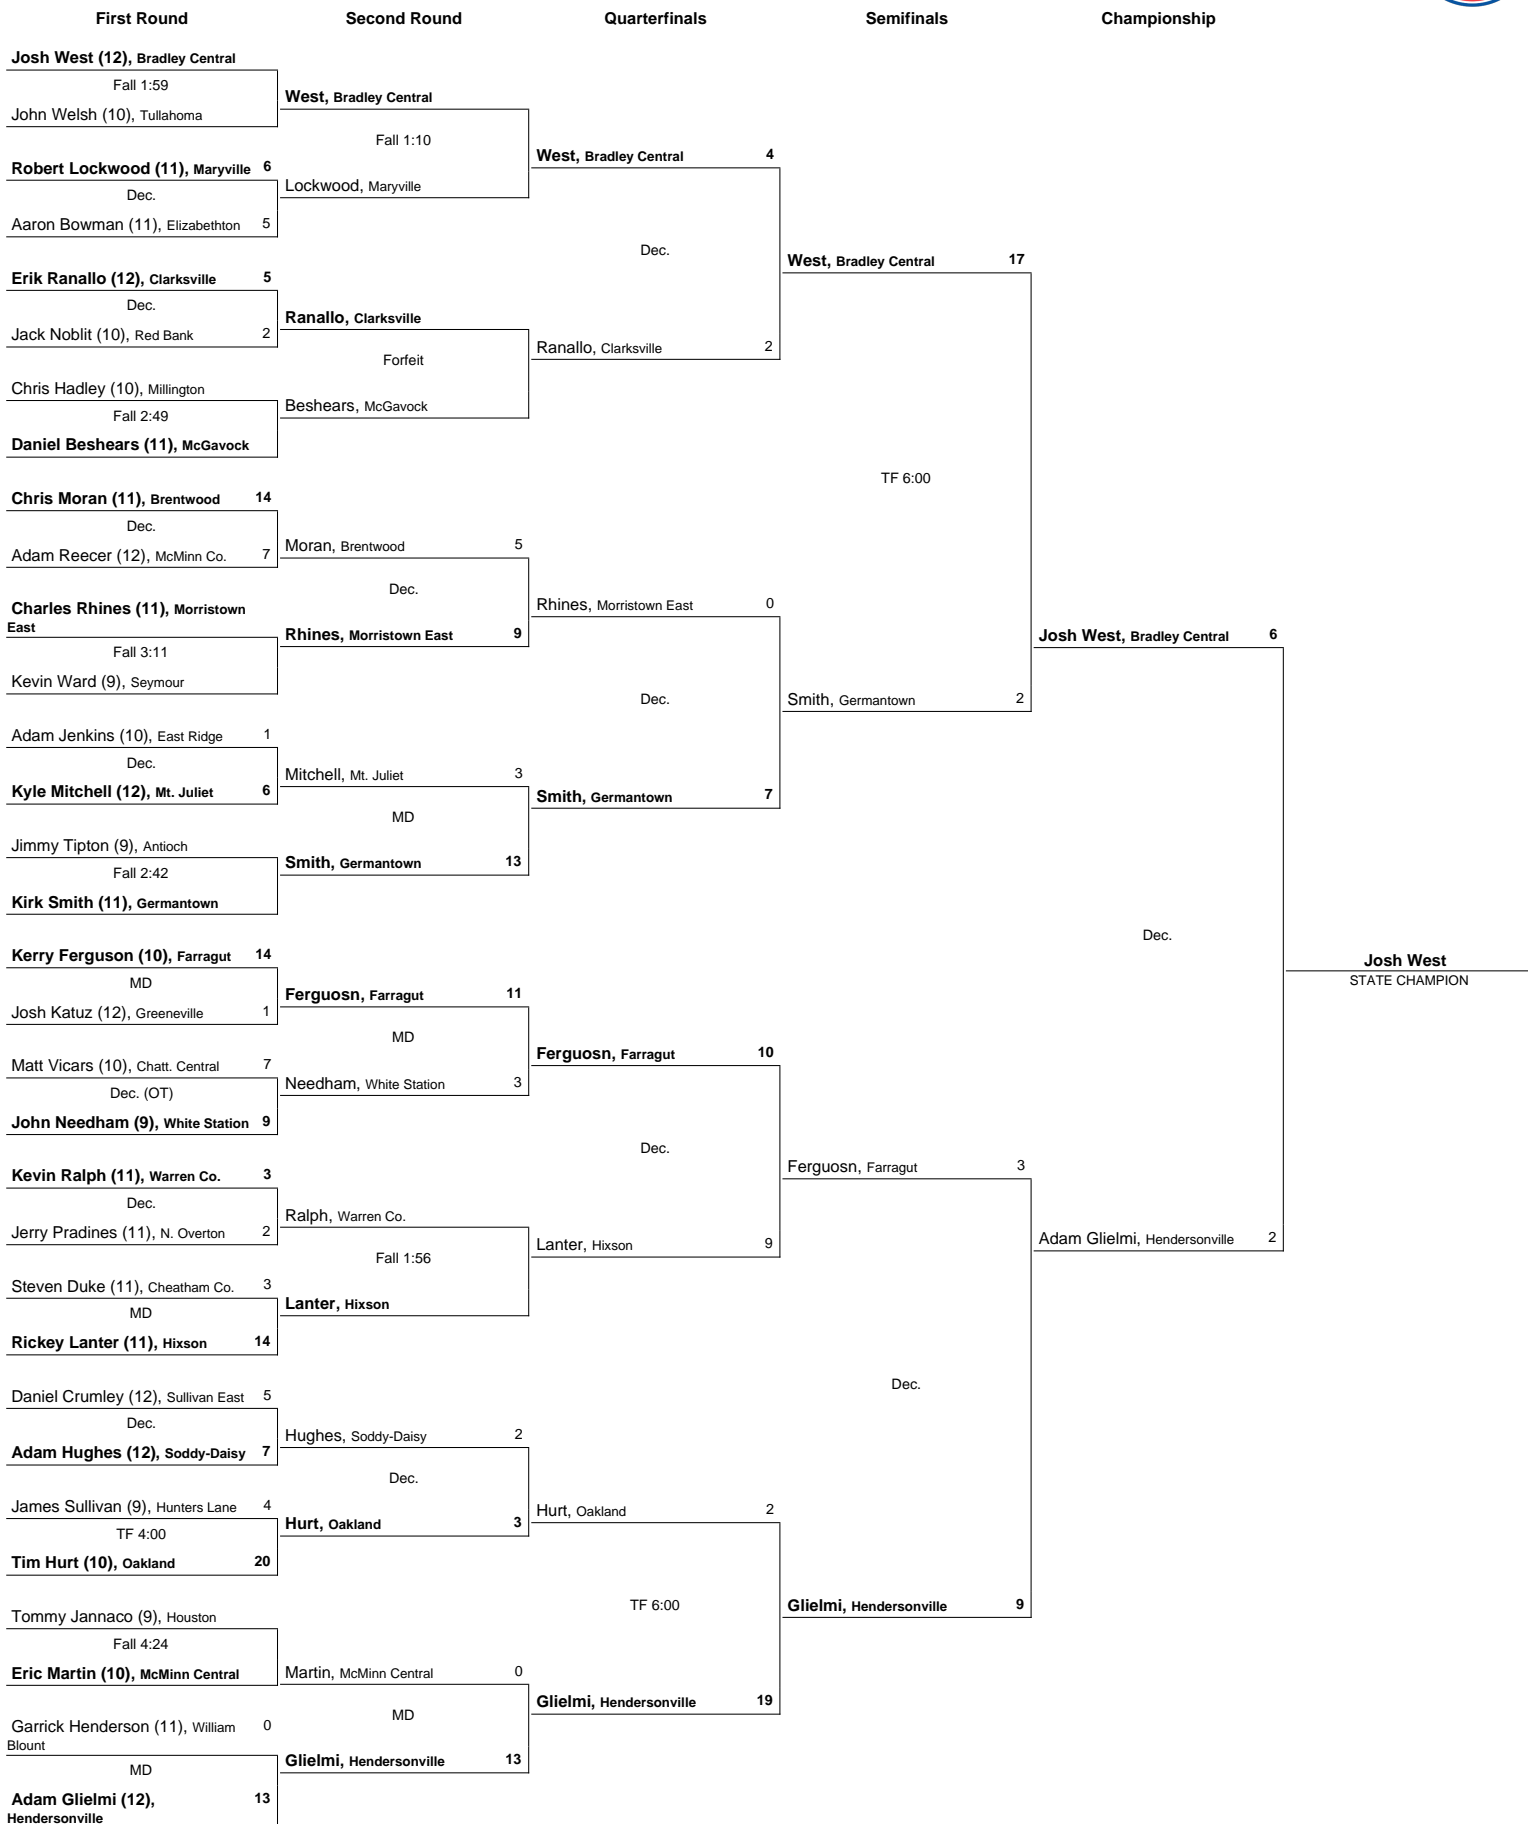 First Round Second Round Quarterfinals Semifinals Championship
Josh West (12), Bradley Central
Fall 1:59
John Welsh (10), Tullahoma
Robert Lockwood (11), Maryville 6
Dec.
Aaron Bowman (11), Elizabethton 5
Erik Ranallo (12), Clarksville 5
Dec.
Jack Noblit (10), Red Bank 2
Chris Hadley (10), Millington
Fall 2:49
Daniel Beshears (11), McGavock
Chris Moran (11), Brentwood 14
Dec.
Adam Reecer (12), McMinn Co. 7
Charles Rhines (11), Morristown
East
Fall 3:11
Kevin Ward (9), Seymour
Adam Jenkins (10), East Ridge 1
Dec.
Kyle Mitchell (12), Mt. Juliet 6
Jimmy Tipton (9), Antioch
Fall 2:42
Kirk Smith (11), Germantown
Kerry Ferguson (10), Farragut 14
MD
Josh Katuz (12), Greeneville 1
Matt Vicars (10), Chatt. Central 7
Dec. (OT)
John Needham (9), White Station 9
Kevin Ralph (11), Warren Co. 3
Dec.
Jerry Pradines (11), N. Overton 2
Steven Duke (11), Cheatham Co. 3
MD
Rickey Lanter (11), Hixson 14
Daniel Crumley (12), Sullivan East 5
Dec.
Adam Hughes (12), Soddy-Daisy 7
James Sullivan (9), Hunters Lane 4
TF 4:00
Tim Hurt (10), Oakland 20
Tommy Jannaco (9), Houston
Fall 4:24
Eric Martin (10), McMinn Central
Garrick Henderson (11), William 0
Blount
MD
Adam Glielmi (12), 13
Hendersonville
West, Bradley Central
Fall 1:10
Lockwood, Maryville
Ranallo, Clarksville
Forfeit
Beshears, McGavock
Moran, Brentwood 5
Dec.
Rhines, Morristown East 9
Mitchell, Mt. Juliet 3
MD
Smith, Germantown 13
Ferguosn, Farragut 11
MD
Needham, White Station 3
Ralph, Warren Co.
Fall 1:56
Lanter, Hixson
Hughes, Soddy-Daisy 2
Dec.
Hurt, Oakland 3
Martin, McMinn Central 0
MD
Glielmi, Hendersonville 13
West, Bradley Central 4
Dec.
Ranallo, Clarksville 2
Rhines, Morristown East 0
Dec.
Smith, Germantown 7
Ferguosn, Farragut 10
Dec.
Lanter, Hixson 9
Hurt, Oakland 2
TF 6:00
Glielmi, Hendersonville 19
West, Bradley Central 17
TF 6:00
Smith, Germantown 2
Ferguosn, Farragut 3
Dec.
Glielmi, Hendersonville 9
Josh West, Bradley Central 6
Dec.
Adam Glielmi, Hendersonville 2
Josh West
STATE CHAMPION